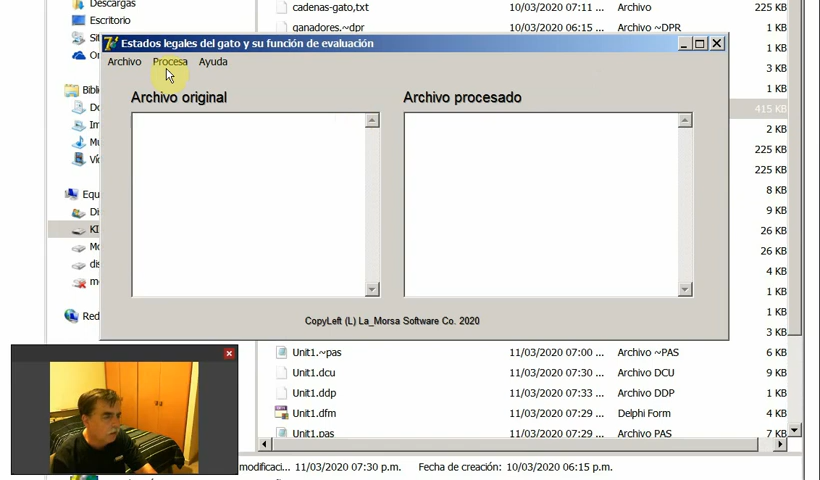 Descargas
cadenas-gato,txt 10/03/2020 07:11 ... Archivo 225 KB
Escritorio
ganadores.~dpr 10/03/2020 06:15 ... Archivo ~DPR 1 KB
1 KB
Estados legales del gato y su función de evaluación
3 KB
Archivo Procesa Ayuda
1 KB
Bibl
Archivo original Archivo procesado
415 KB
2 KB
225 KB
225 KB
8 KB
Equ
9 KB
KI
26 KB
26 KB
4 KB
1 KB
1 KB
Red
CopyLeft (L) La_Morsa Software Co. 2020
3 KB
Unit1.~pas 11/03/2020 07:00 ... Archivo ~PAS 6 KB
Unit1.dcu 11/03/2020 07:30 ... Archivo DCU 9 KB
Unit1.ddp 11/03/2020 07:33 ... Archivo DDP 1 KB
Unit1.dfm 11/03/2020 07:29 ... Delphi Form 4 KB
Unit1.pas 11/03/2020 07:29 ... Archivo PAS 7 KB
modificaci... 11/03/2020 07:30 p.m. Fecha de creación: 10/03/2020 06:15 p.m.